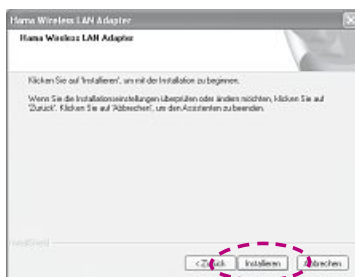 Hama Wireless LAN Adapter
Hama Wireless LAN Adapter
Klicken Sie auf 'Installieren', um mit der Installation zu beginnen.
Wenn Sie die Installationseinstellungen überprüfen oder ändern möchten, klicken Sie auf
'Zurück'. Klicken Sie auf 'Abbrechen', um den Assistenten zu beenden.
InstallShield
< Zurück Installieren Abbrechen